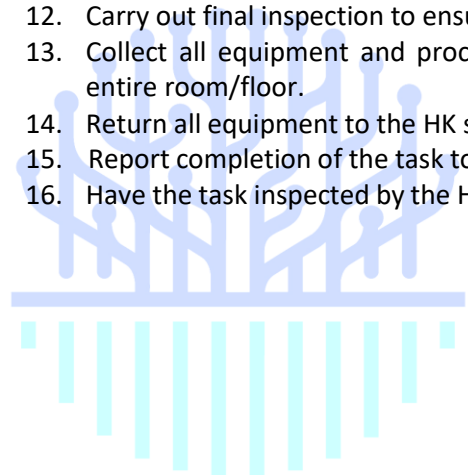 12. Carry out final inspection to ensu
13. Collect all equipment and proc
entire room/floor.
14. Return all equipment to the HK s
15. Report completion of the task to
16. Have the task inspected by the H